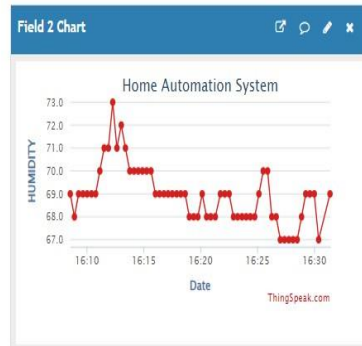 Field 2 Chart
Home Automation System
73.0
72.0
71.0
70.0
69.0
68.0
67.0
HUMIDITY
16:10 16:15 16:20 16:25 16:30
Date
ThingSpeak.com